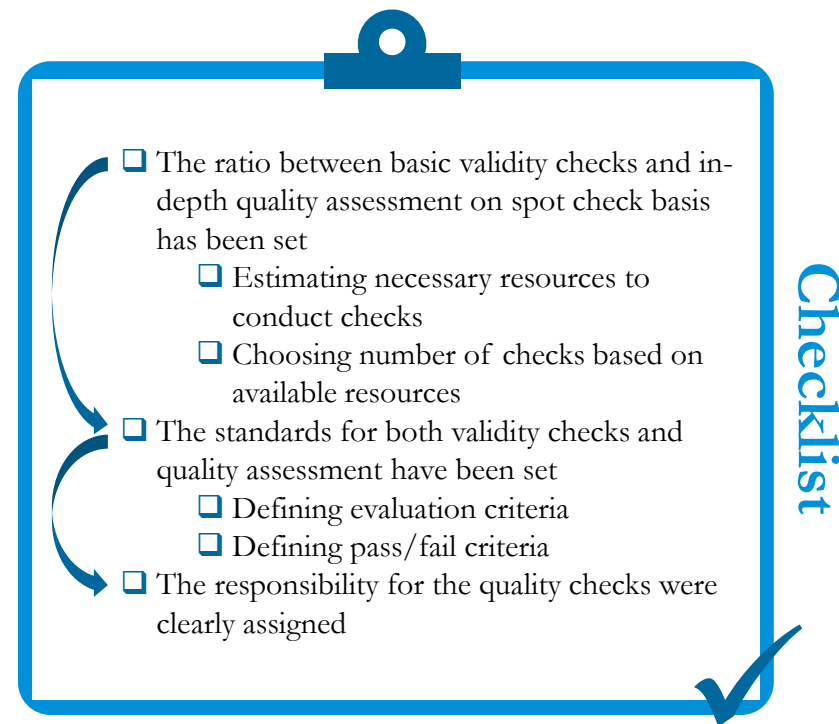 The ratio between basic validity checks and in-
depth quality assessment on spot check basis
has been set
Estimating necessary resources to
conduct checks
Choosing number of checks based on
available resources
The standards for both validity checks and
quality assessment have been set
Defining evaluation criteria
Defining pass/fail criteria
The responsibility for the quality checks were
clearly assigned
Checklist